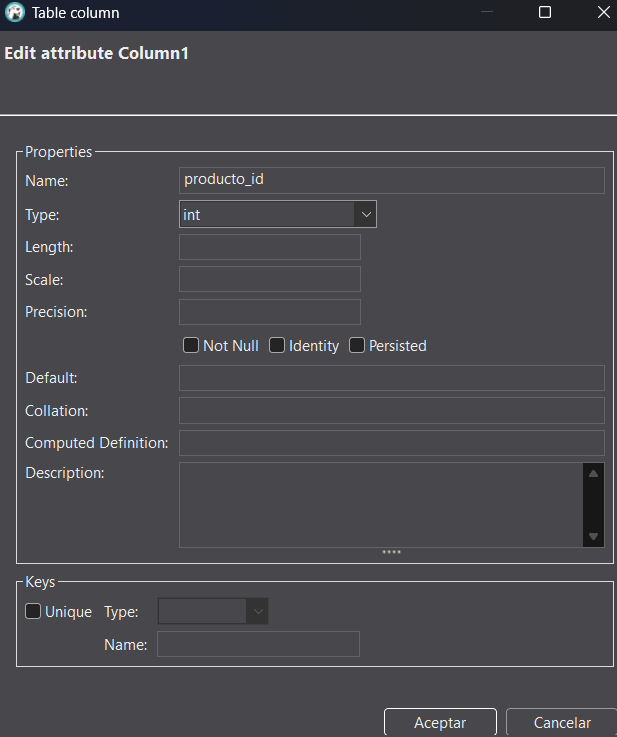 Table column
Edit attribute Column1
Properties
Name: producto_id
Type: int
Length:
Scale:
Precision:
Not Null Identity Persisted
Default:
Collation:
Computed Definition:
Description:
Keys
Unique Type:
Name:
Aceptar Cancelar